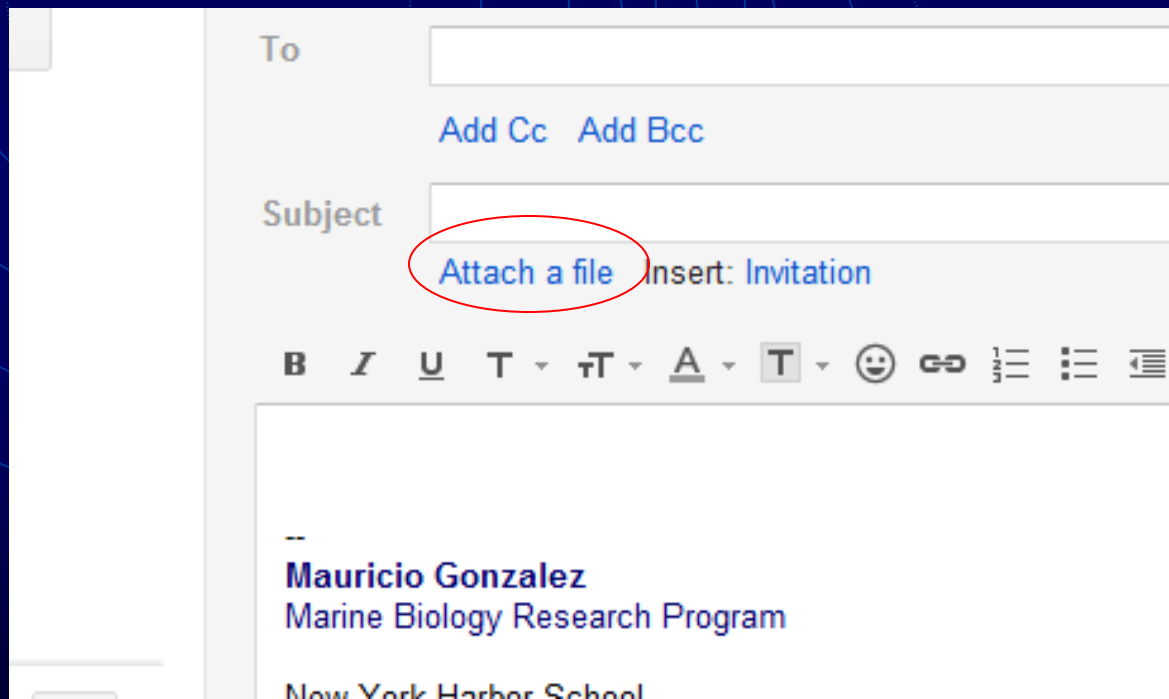 To
Add Cc Add Bcc
Subject
Attach a file Insert: Invitation
B I U T T A T
--
Mauricio Gonzalez
Marine Biology Research Program
New York Harbor School